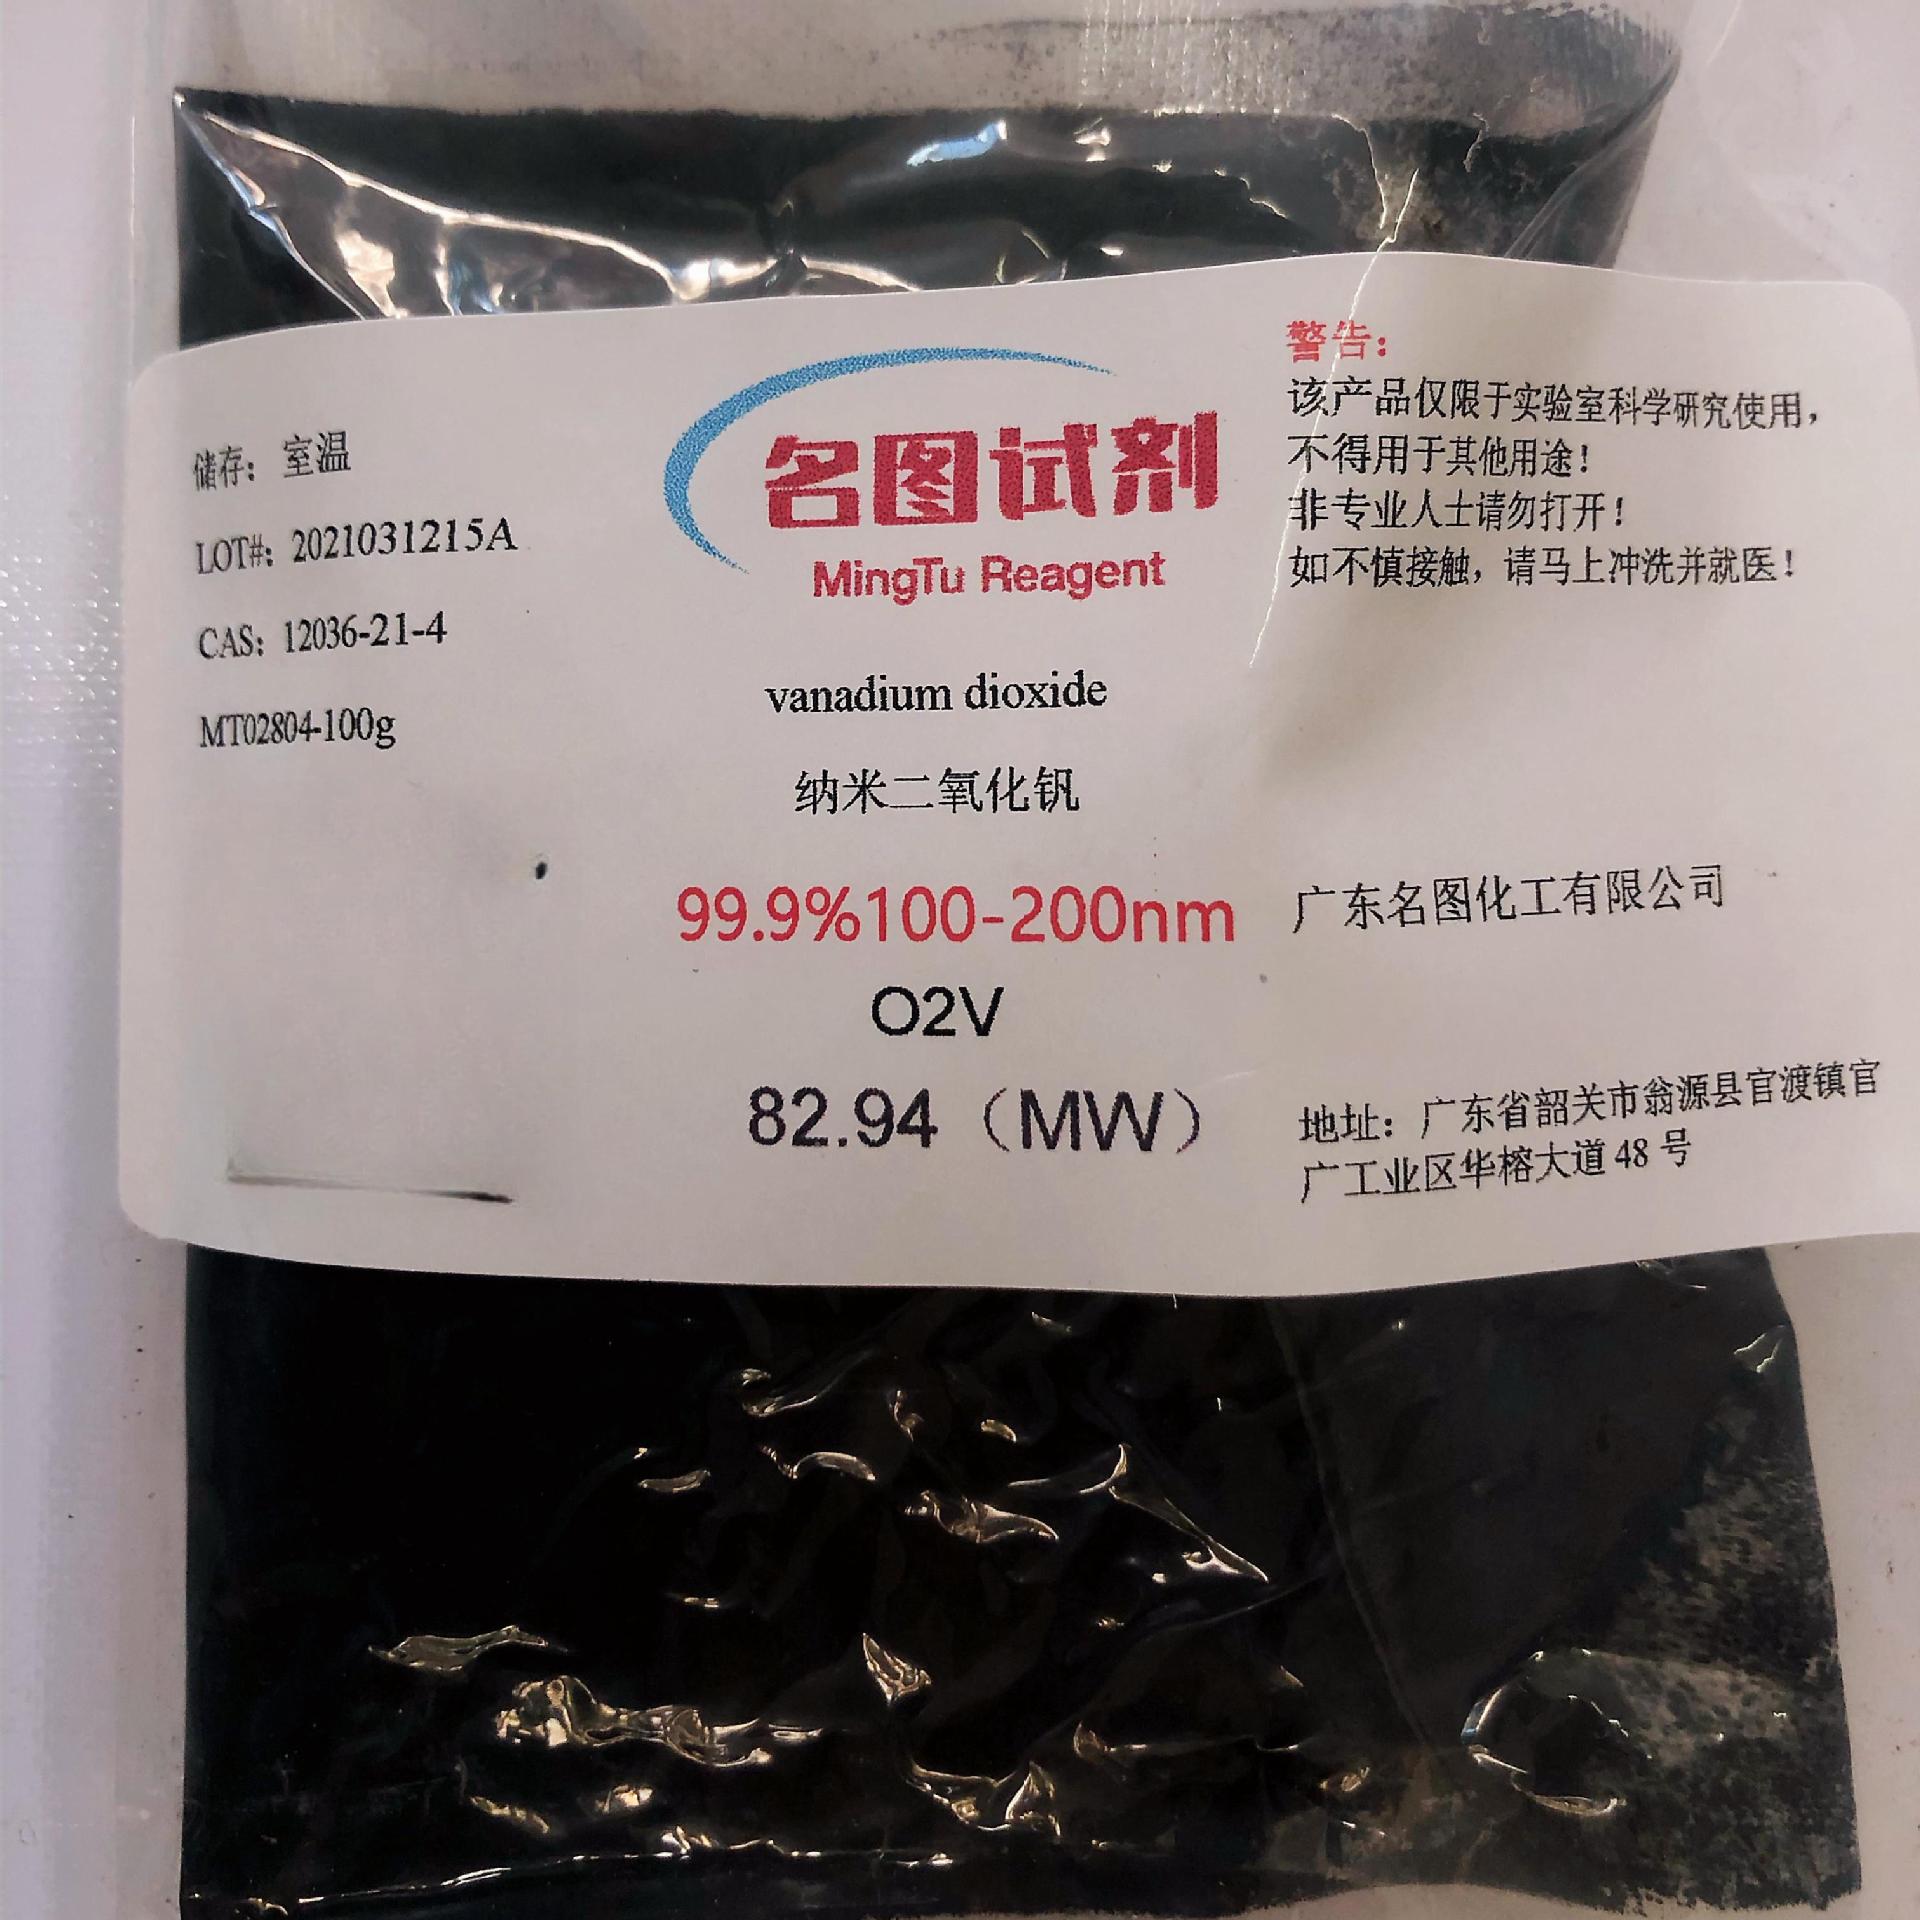 储存：室温
LOT#：2021031215A
CAS：12036-21-4
MT02804-100g
名图试剂
MingTu Reagent
vanadium dioxide
纳米二氧化钒
99.9%100-200nm
O2V
82.94（MW）
警告：
该产品仅限于实验室科学研究使用，
不得用于其他用途！
非专业人士请勿打开！
如不慎接触，请马上冲洗并就医！
广东名图化工有限公司
地址：广东省韶关市翁源县官渡镇官
广工业区华榕大道48号